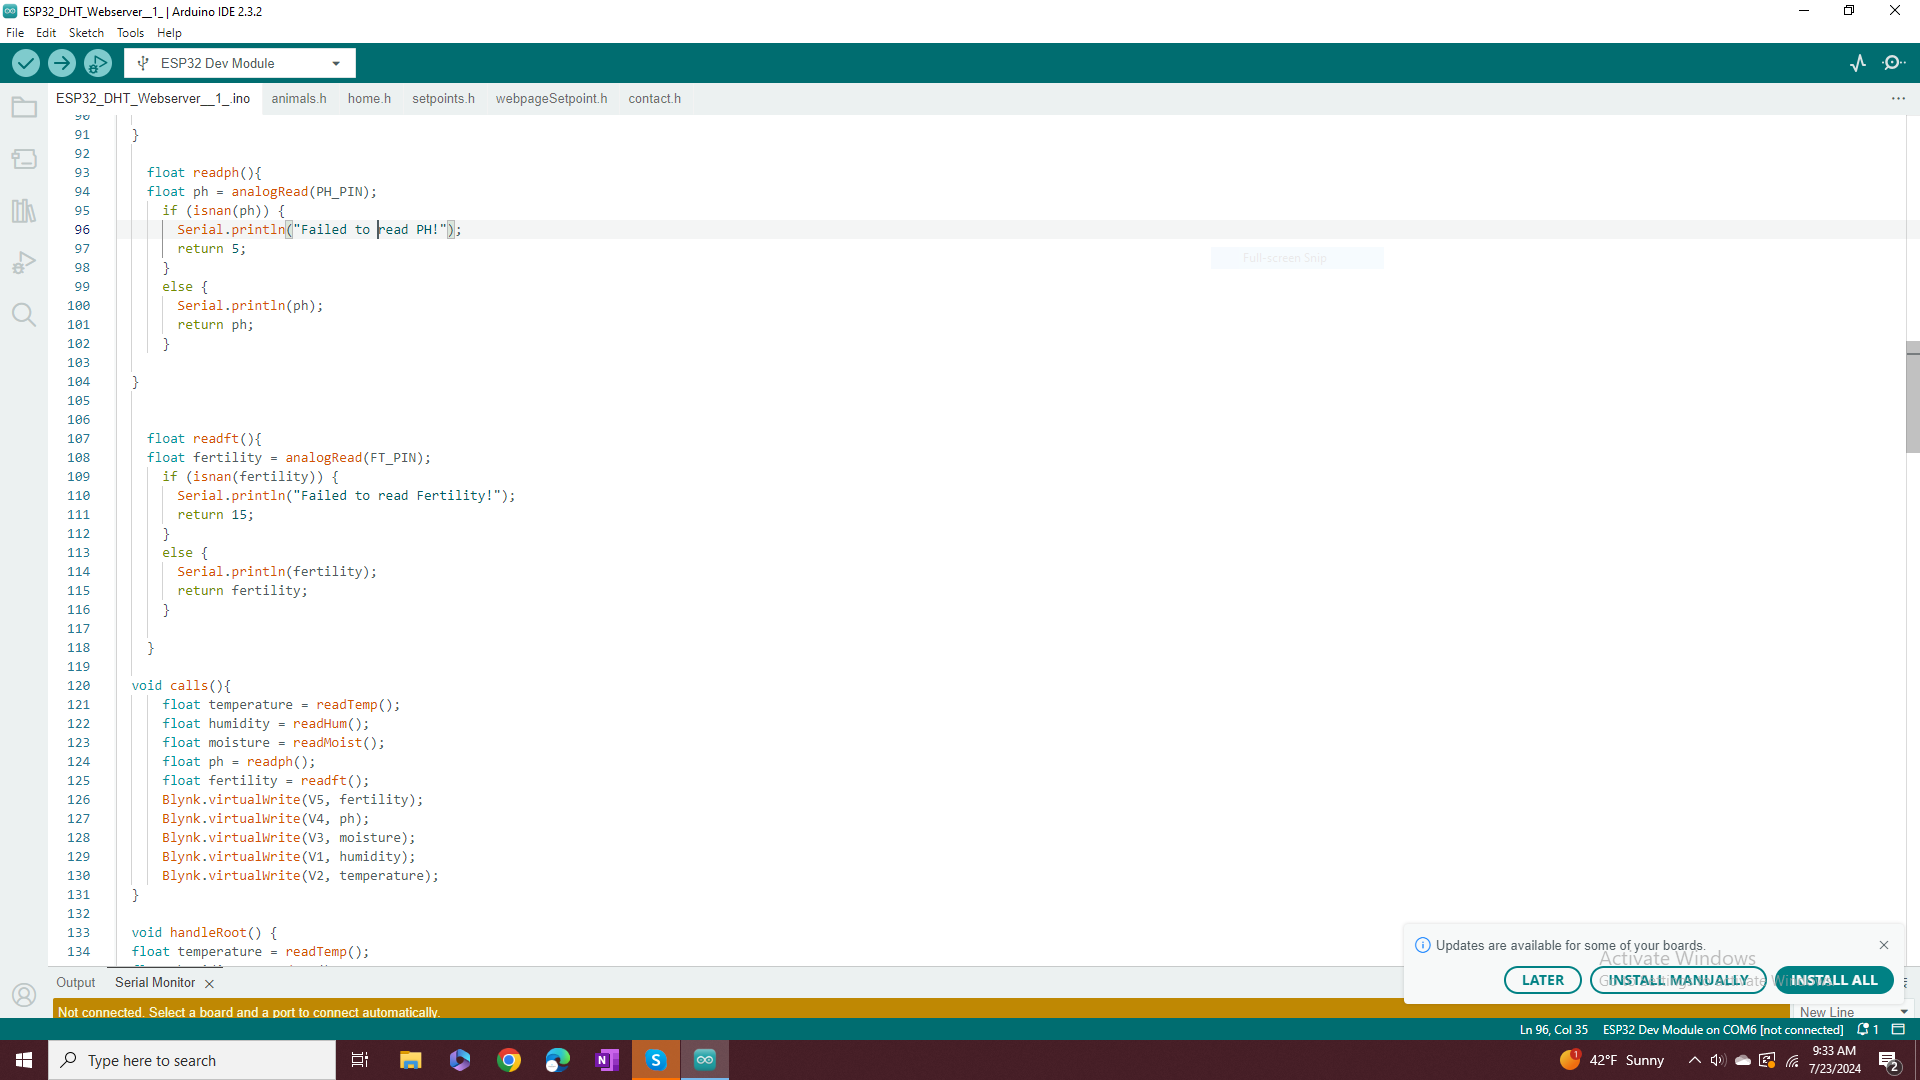 ESP32_DHT_Webserver__1_ | Arduino IDE 2.3.2
File Edit Sketch Tools Help
ESP32 Dev Module
ESP32_DHT_Webserver__1_.ino animals.h home.h setpoints.h webpageSetpoint.h contact.h
90
91 }
92
93 float readph(){
94 float ph = analogRead(PH_PIN);
95 if (isnan(ph)) {
96 Serial.println("Failed to read PH!");
Full-screen Snip
97 return 5;
98 }
99 else {
100 Serial.println(ph);
101 return ph;
102 }
103
104 }
105
106
107 float readft(){
108 float fertility = analogRead(FT_PIN);
109 if (isnan(fertility)) {
110 Serial.println("Failed to read Fertility!");
111 return 15;
112 }
113 else {
114 Serial.println(fertility);
115 return fertility;
116 }
117
118 }
119
120 void calls(){
121 float temperature = readTemp();
122 float humidity = readHum();
123 float moisture = readMoist();
124 float ph = readph();
125 float fertility = readft();
126 Blynk.virtualWrite(V5, fertility);
127 Blynk.virtualWrite(V4, ph);
128 Blynk.virtualWrite(V3, moisture);
129 Blynk.virtualWrite(V1, humidity);
130 Blynk.virtualWrite(V2, temperature);
131 }
132
133 void handleRoot() {
134 float temperature = readTemp();
Updates are available for some of your boards.
Activate Windows
LATER INSTALL MANUALLY INSTALL ALL
Output Serial Monitor
Not connected. Select a board and a port to connect automatically.
New Line
Ln 96, Col 35 ESP32 Dev Module on COM6 [not connected] 1
Type here to search
1 42°F Sunny
9:33 AM
7/23/2024
2